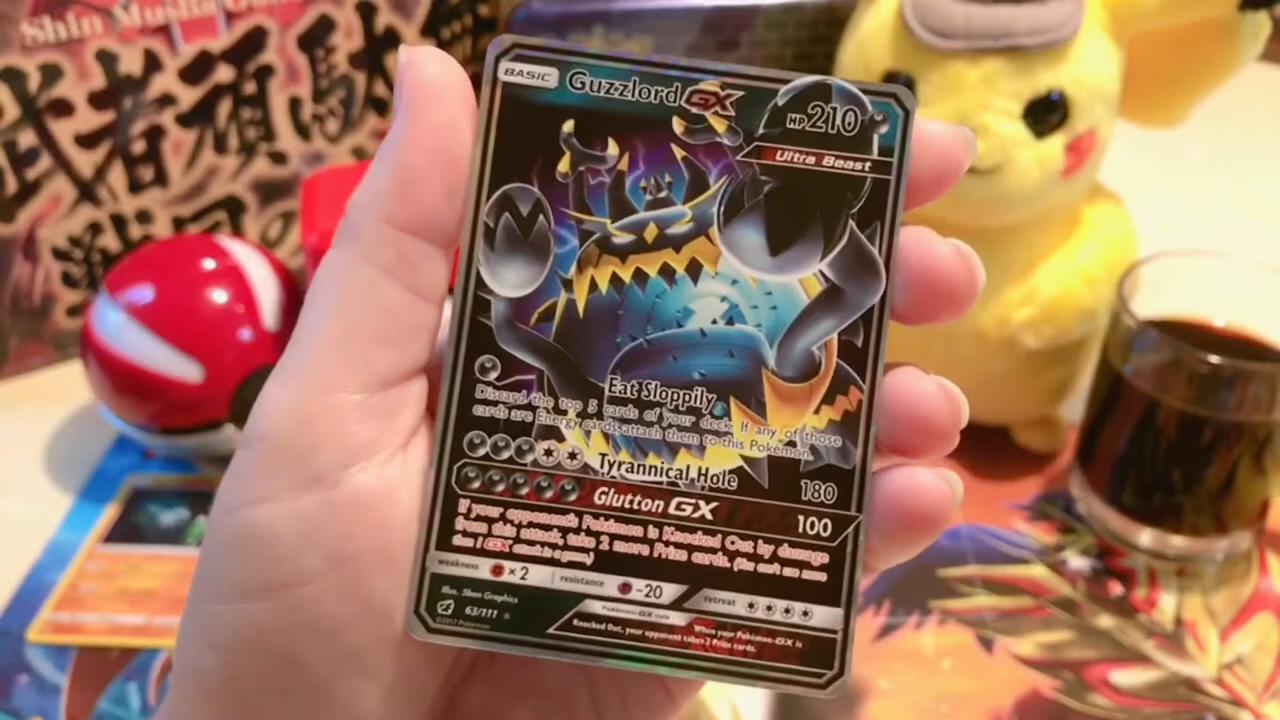 Shin Musha
武者頑駄無
戦国の
BASIC
Guzzlord GX
HP 210
Ultra Beast
Eat Sloppily
Discard the top 5 cards of your deck. If any of those
cards are Energy cards, attach them to this Pokémon.
Tyrannical Hole 180
Glutton GX 100
If your opponent's Pokémon is Knocked Out by damage
from this attack, take 2 more Prize cards. (You can't use more
than 1 GX attack in a game.)
weakness ×2 resistance -20 retreat
Illus. 5ban Graphics
63/111
©2017 Pokémon
Pokémon-GX rule
When your Pokémon-GX is
Knocked Out, your opponent takes 2 Prize cards.